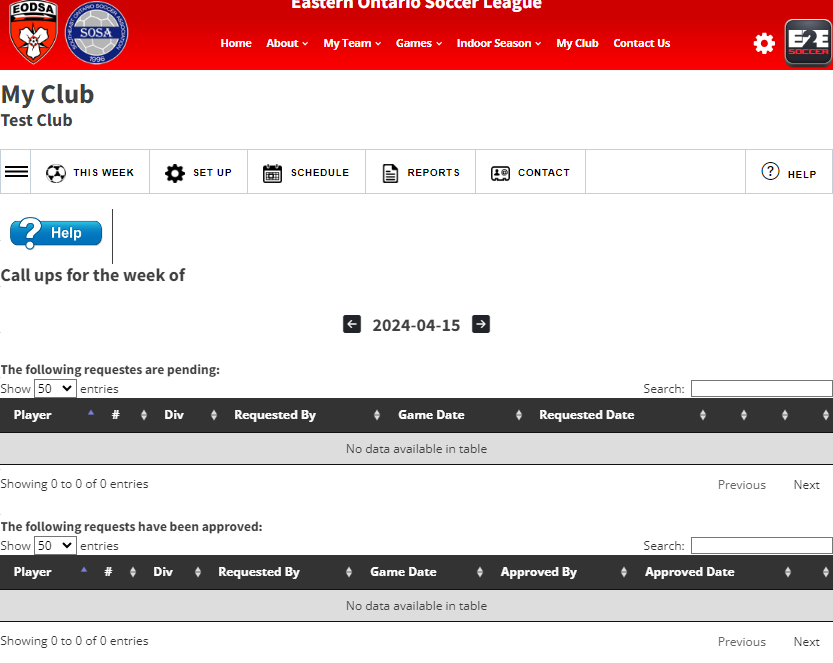 Eastern Ontario Soccer League
EODSA
SOSA
1996
Home About My Team Games Indoor Season My Club Contact Us
E2E
SOCCER
My Club
Test Club
THIS WEEK SET UP SCHEDULE REPORTS CONTACT ? HELP
? Help
Call ups for the week of
2024-04-15
The following requestes are pending:
Show 50 entries Search:
Player # Div Requested By Game Date Requested Date
No data available in table
Showing 0 to 0 of 0 entries Previous Next
The following requests have been approved:
Show 50 entries Search:
Player # Div Requested By Game Date Approved By Approved Date
No data available in table
Showing 0 to 0 of 0 entries Previous Next